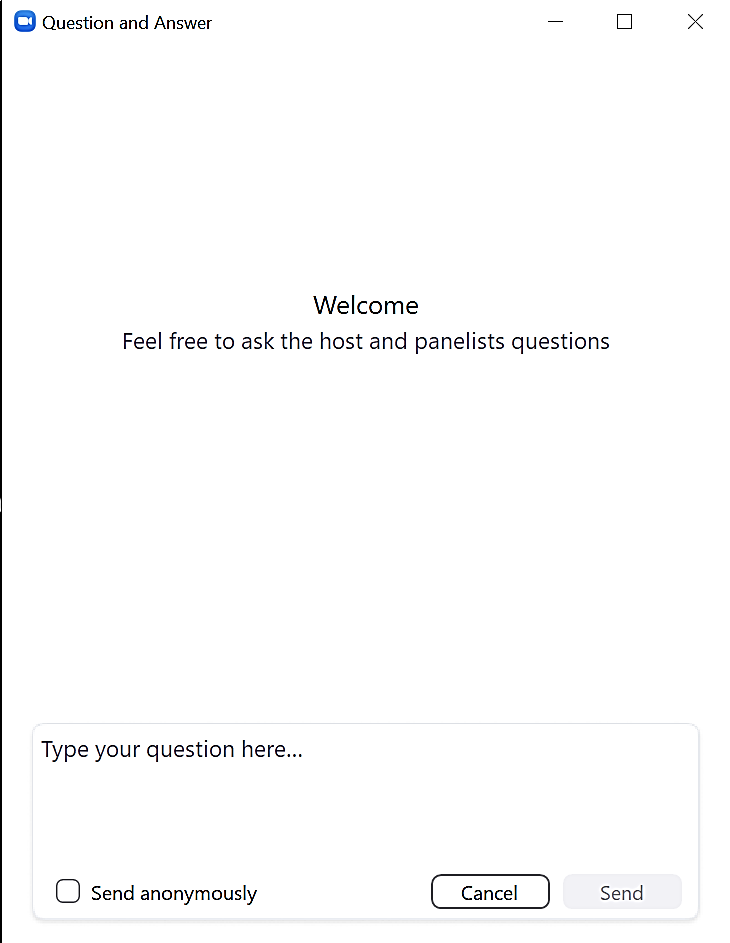 Question and Answer
Welcome
Feel free to ask the host and panelists questions
Type your question here...
Send anonymously
Cancel
Send